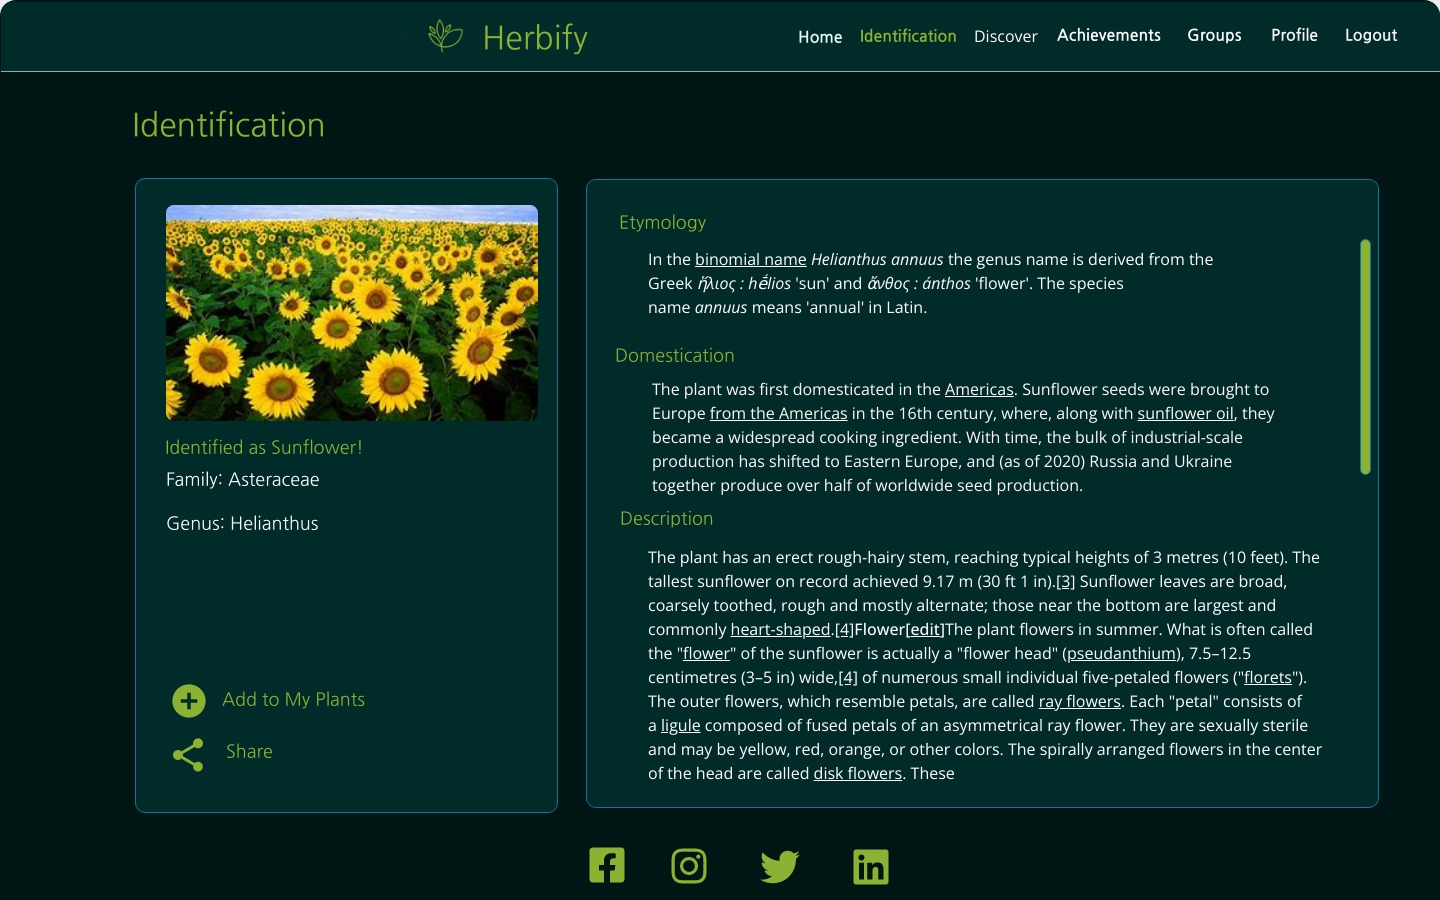 Herbify
Home Identification Discover Achievements Groups Profile Logout
Identification
Identified as Sunflower!
Family: Asteraceae
Genus: Helianthus
Add to My Plants
Share
Etymology
In the binomial name Helianthus annuus the genus name is derived from the
Greek ἥλιος : hḗlios 'sun' and ἄνθος : ánthos 'flower'. The species
name annuus means 'annual' in Latin.
Domestication
The plant was first domesticated in the Americas. Sunflower seeds were brought to
Europe from the Americas in the 16th century, where, along with sunflower oil, they
became a widespread cooking ingredient. With time, the bulk of industrial-scale
production has shifted to Eastern Europe, and (as of 2020) Russia and Ukraine
together produce over half of worldwide seed production.
Description
The plant has an erect rough-hairy stem, reaching typical heights of 3 metres (10 feet). The
tallest sunflower on record achieved 9.17 m (30 ft 1 in).[3] Sunflower leaves are broad,
coarsely toothed, rough and mostly alternate; those near the bottom are largest and
commonly heart-shaped.[4]Flower[edit]The plant flowers in summer. What is often called
the "flower" of the sunflower is actually a "flower head" (pseudanthium), 7.5–12.5
centimetres (3–5 in) wide,[4] of numerous small individual five-petaled flowers ("florets").
The outer flowers, which resemble petals, are called ray flowers. Each "petal" consists of
a ligule composed of fused petals of an asymmetrical ray flower. They are sexually sterile
and may be yellow, red, orange, or other colors. The spirally arranged flowers in the center
of the head are called disk flowers. These